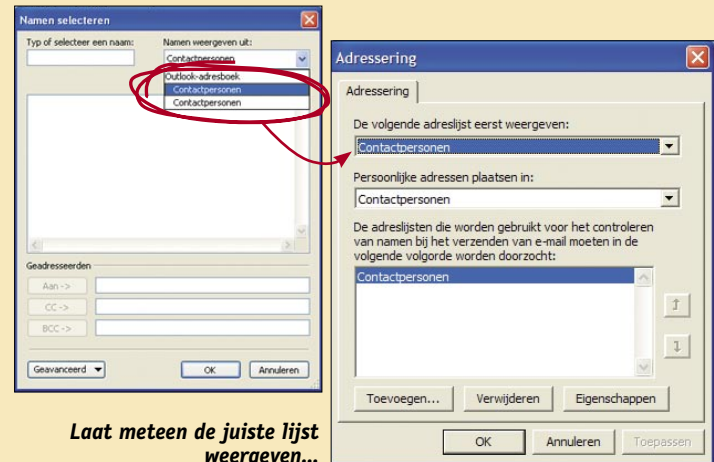 Namen selecteren
Typ of selecteer een naam:
Namen weergeven uit:
Contactpersonen
Outlook-adresboek
Contactpersonen
Contactpersonen
Geadresseerden
Aan ->
CC ->
BCC ->
Geavanceerd
OK
Annuleren
Laat meteen de juiste lijst
weergeven...
Adressering
Adressering
De volgende adreslijst eerst weergeven:
Contactpersonen
Persoonlijke adressen plaatsen in:
Contactpersonen
De adreslijsten die worden gebruikt voor het controleren
van namen bij het verzenden van e-mail moeten in de
volgende volgorde worden doorzocht:
Contactpersonen
Toevoegen...
Verwijderen
Eigenschappen
OK
Annuleren
Toepassen